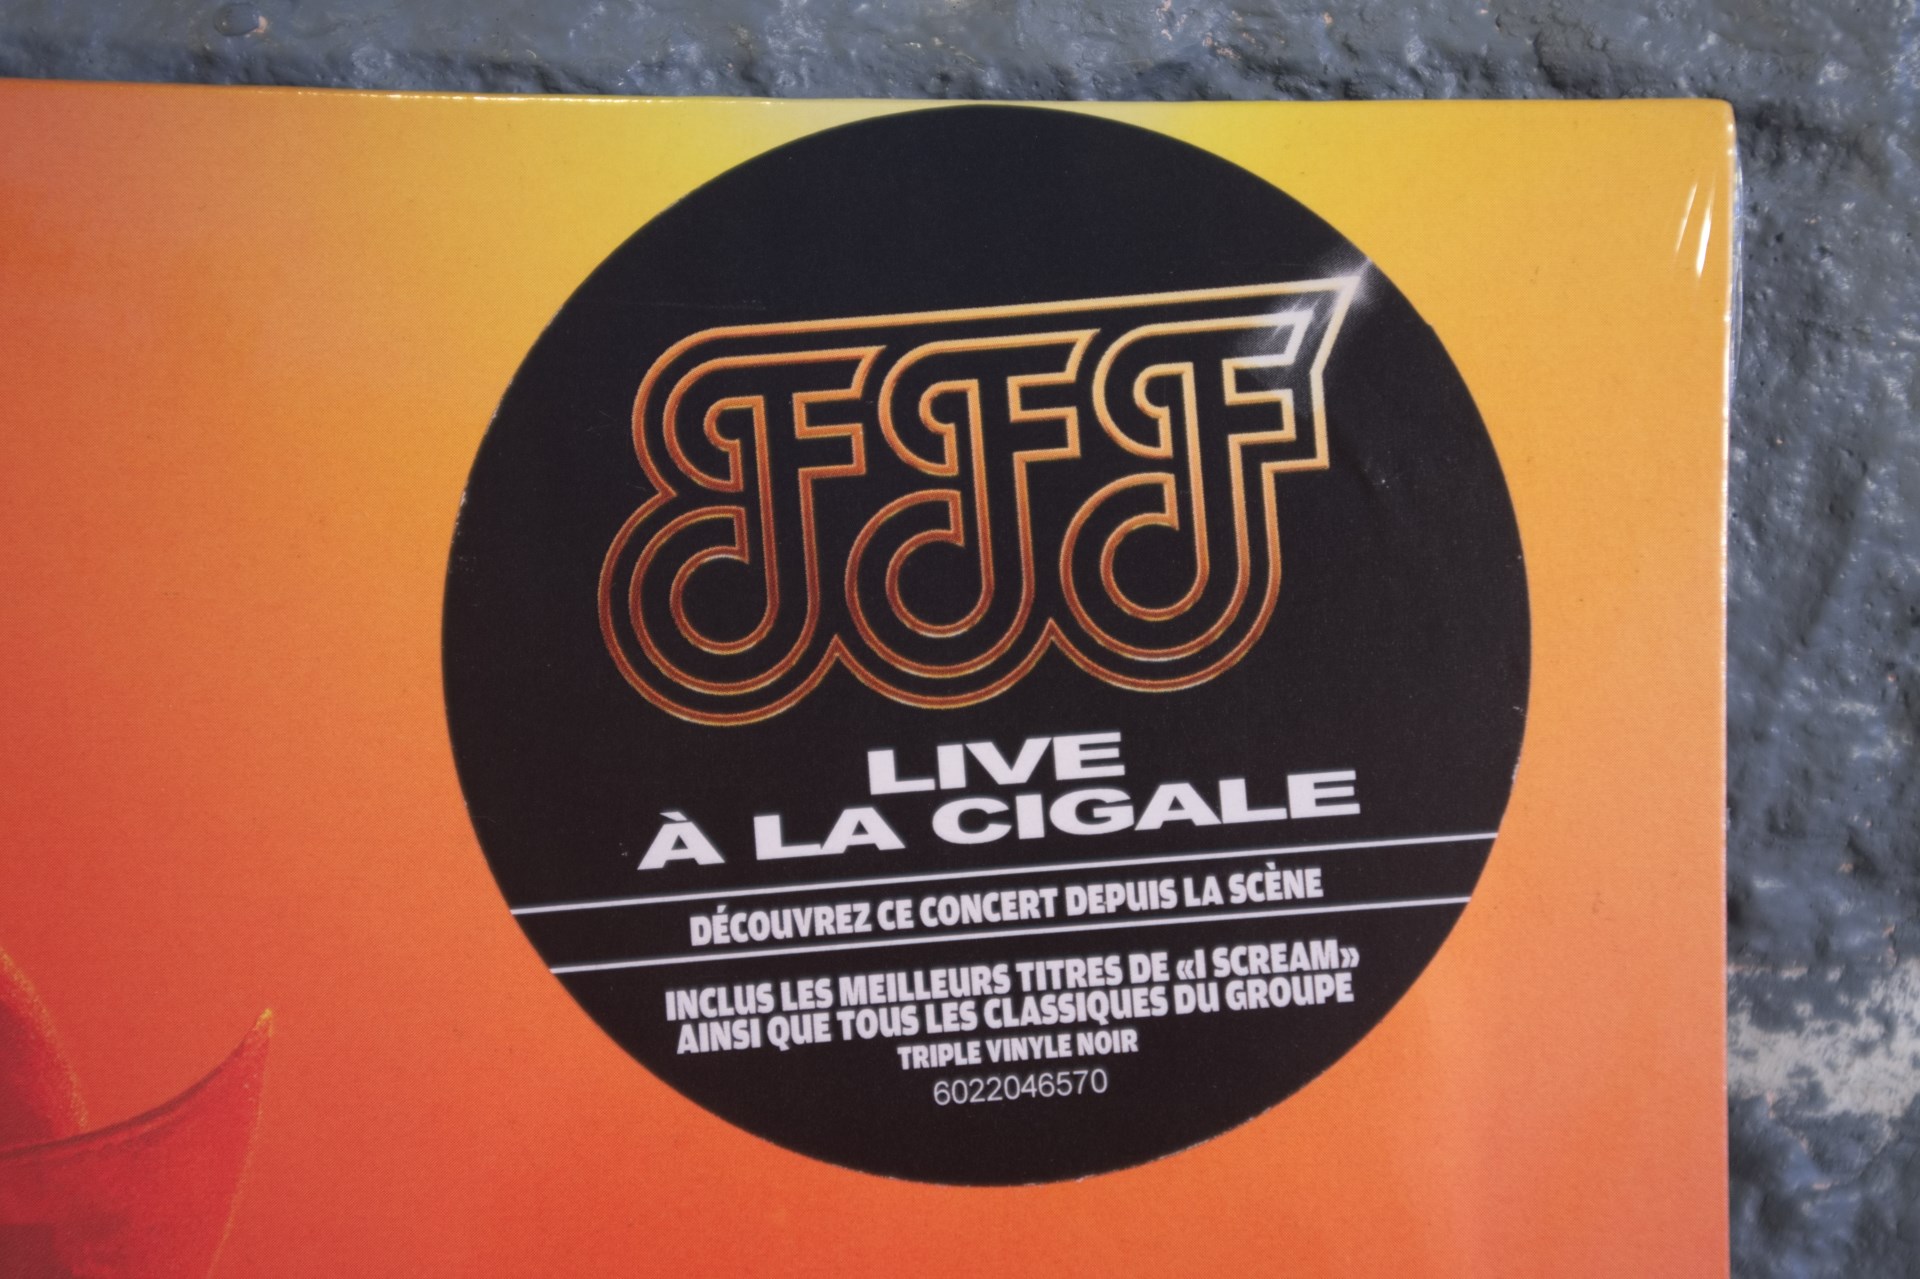 FFF
LIVE
À LA CIGALE
DÉCOUVREZ CE CONCERT DEPUIS LA SCÈNE
INCLUS LES MEILLEURS TITRES DE «I SCREAM»
AINSI QUE TOUS LES CLASSIQUES DU GROUPE
TRIPLE VINYLE NOIR
6022046570